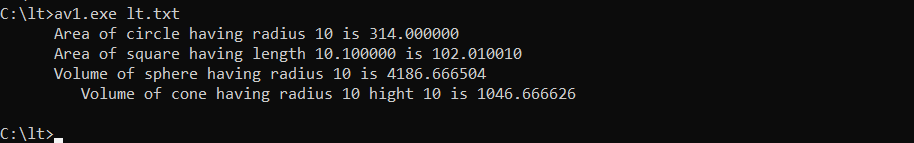 C:\lt>av1.exe lt.txt
Area of circle having radius 10 is 314.000000
Area of square having length 10.100000 is 102.010010
Volume of sphere having radius 10 is 4186.666504
Volume of cone having radius 10 hight 10 is 1046.666626
C:\lt>